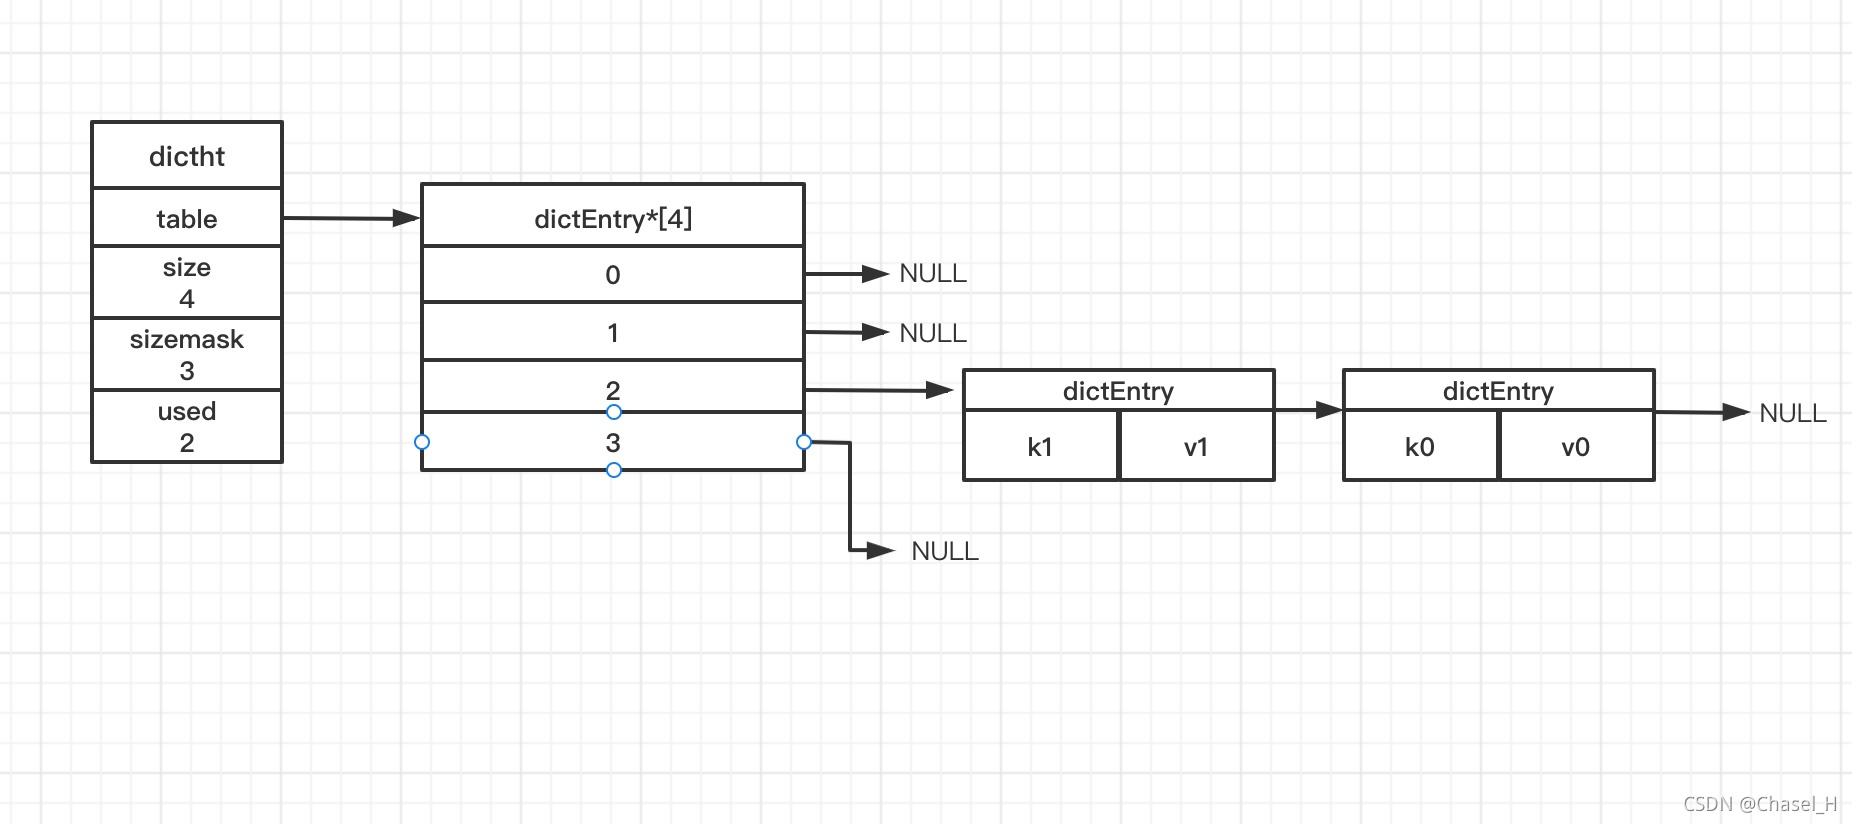 dictht
table
size
4
sizemask
3
used
2
dictEntry*[4]
0
NULL
1
NULL
2
3
NULL
dictEntry
k1
v1
dictEntry
k0
v0
NULL
CSDN @Chasel_H